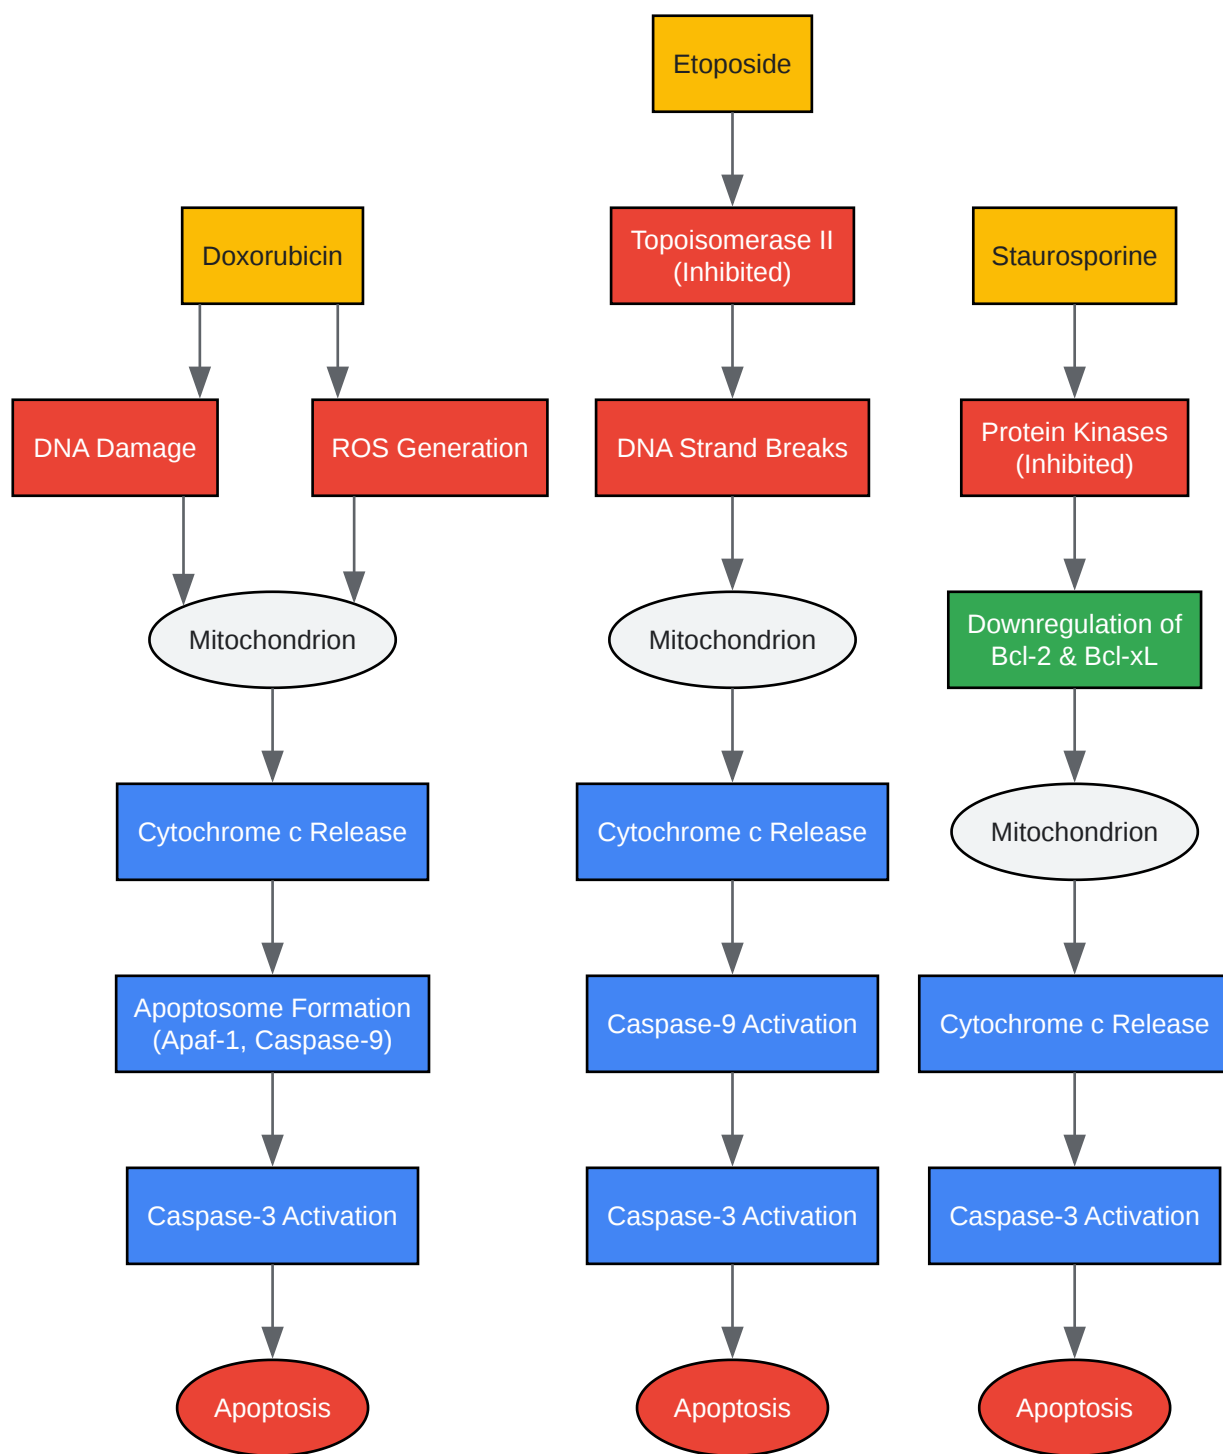 Etoposide
Doxorubicin
Topoisomerase II
(Inhibited)
Staurosporine
DNA Damage
ROS Generation
DNA Strand Breaks
Protein Kinases
(Inhibited)
Mitochondrion
Mitochondrion
Downregulation of
Bcl-2 & Bcl-xL
Cytochrome c Release
Cytochrome c Release
Mitochondrion
Apoptosome Formation
(Apaf-1, Caspase-9)
Caspase-9 Activation
Cytochrome c Release
Caspase-3 Activation
Caspase-3 Activation
Caspase-3 Activation
Apoptosis
Apoptosis
Apoptosis